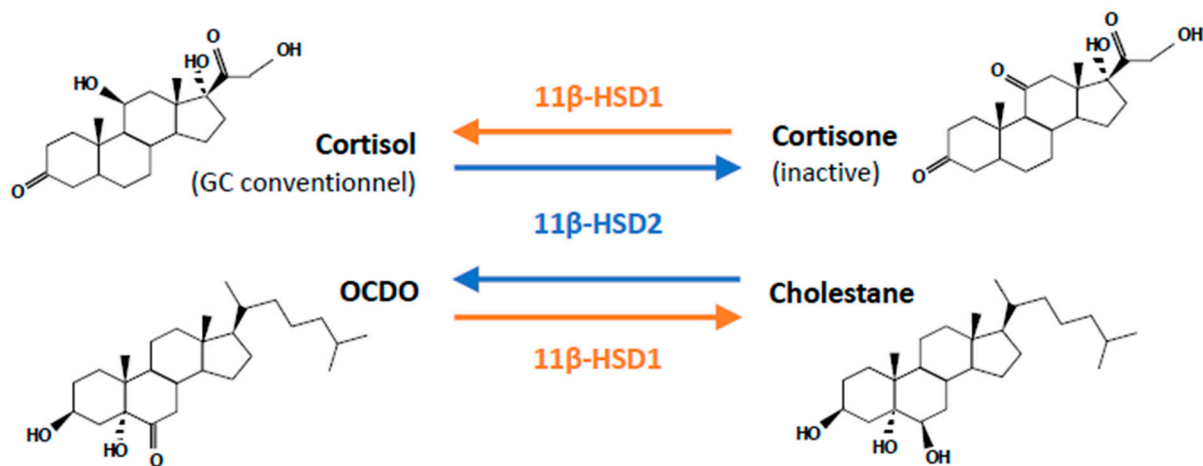 O
OH
HO
HO
O
Cortisol
(GC conventionnel)
11β-HSD1
Cortisone
(inactive)
O
OH
HO
O
O
11β-HSD2
OCDO
Cholestane
11β-HSD1
HO
HO
O
HO
HO
OH